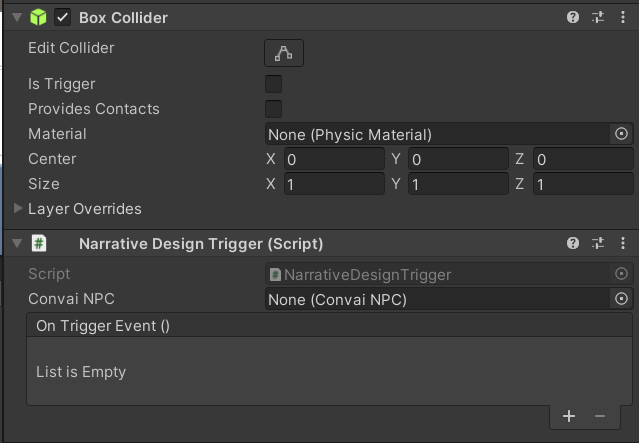 Box Collider
Edit Collider
Is Trigger
Provides Contacts
Material None (Physic Material)
Center X 0 Y 0 Z 0
Size X 1 Y 1 Z 1
Layer Overrides
# Narrative Design Trigger (Script)
Script # NarrativeDesignTrigger
Convai NPC None (Convai NPC)
On Trigger Event ()
List is Empty
+ −